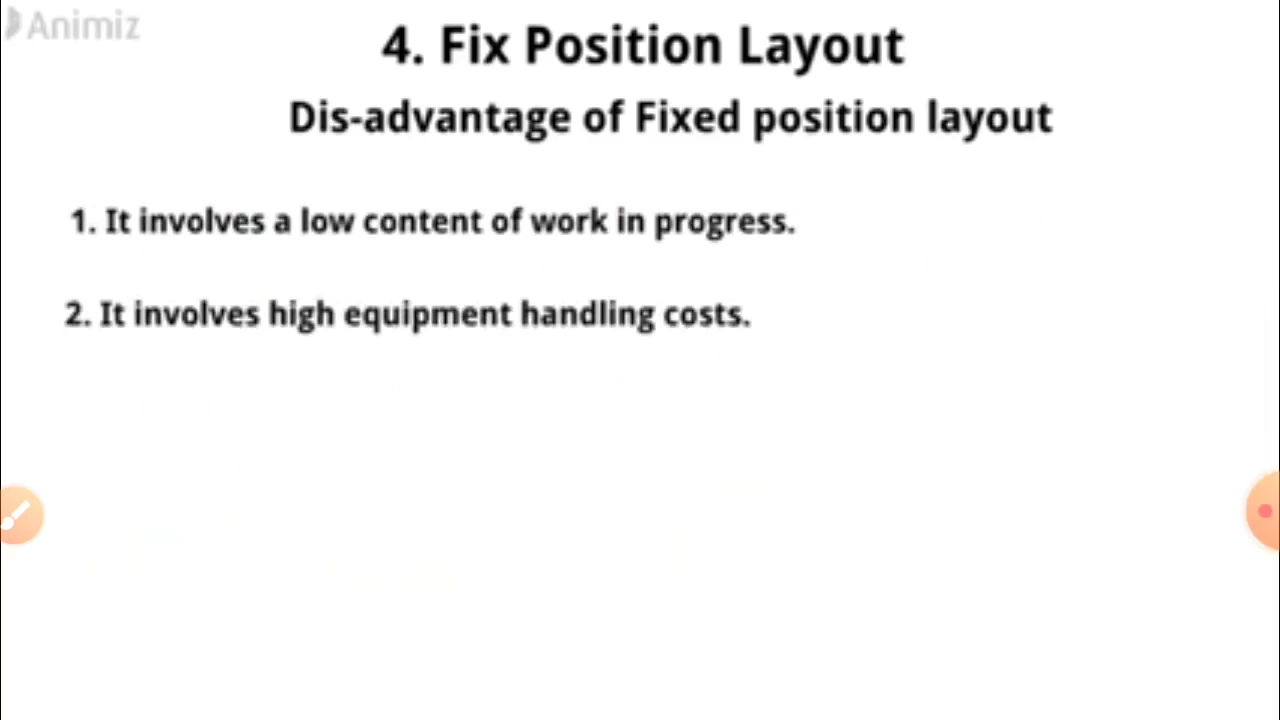 Animiz
4. Fix Position Layout
Dis-advantage of Fixed position layout
1. It involves a low content of work in progress.
2. It involves high equipment handling costs.